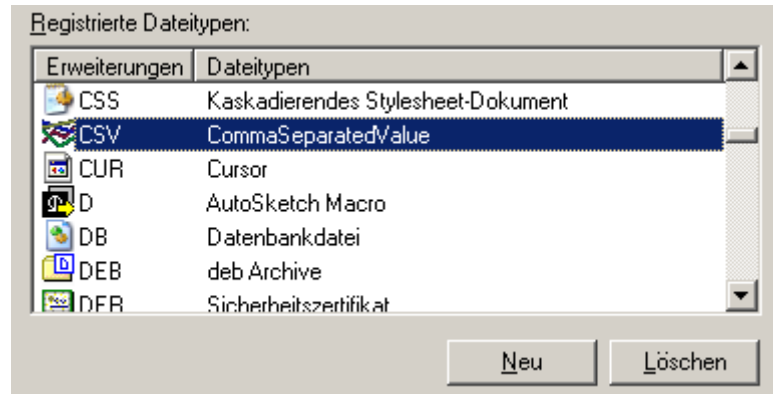 Registrierte Dateitypen:
Erweiterungen Dateitypen
CSS Kaskadierendes Stylesheet-Dokument
CSV CommaSeparatedValue
CUR Cursor
D AutoSketch Macro
DB Datenbankdatei
DEB deb Archive
DER Sicherheitszertifikat
Neu Löschen